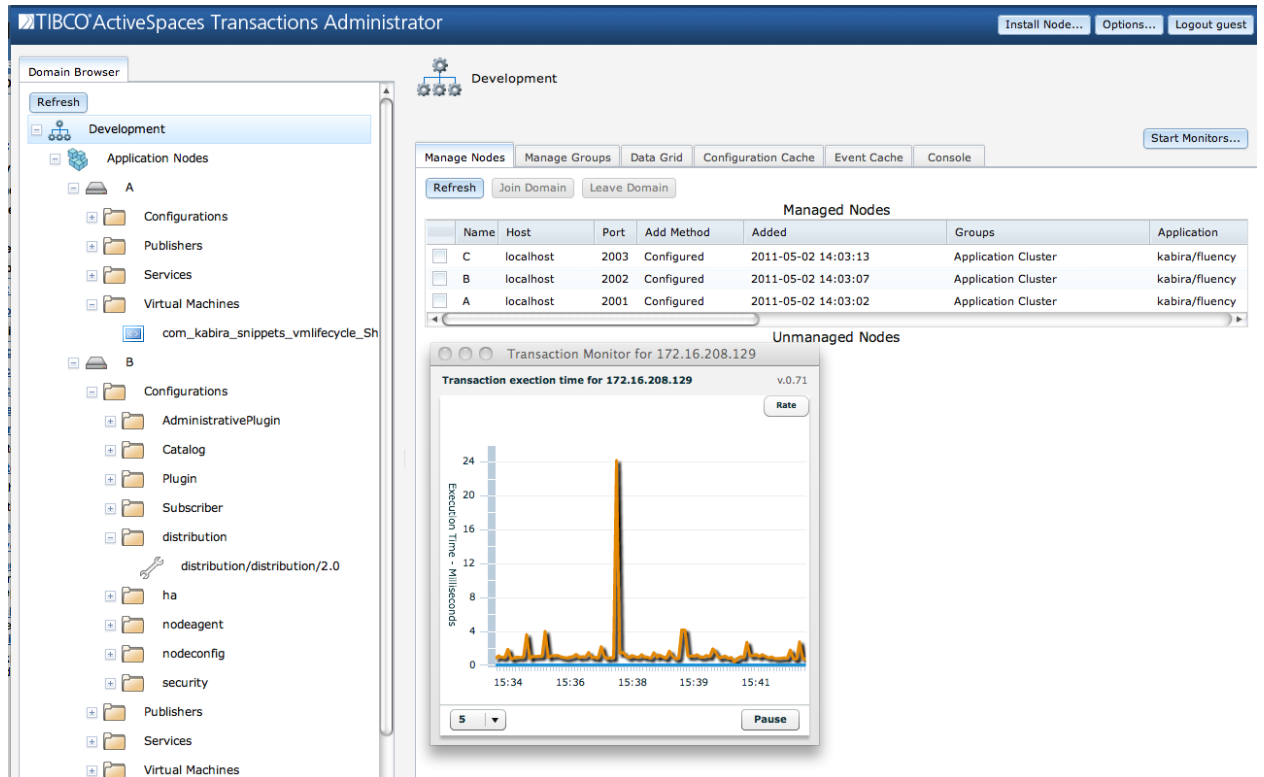 TIBCO® ActiveSpaces Transactions Administrator
Install Node... Options... Logout guest
Domain Browser
Refresh
Development
Application Nodes
A
Configurations
Publishers
Services
Virtual Machines
com_kabira_snippets_vmlifecycle_Sh
B
Configurations
AdministrativePlugin
Catalog
Plugin
Subscriber
distribution
distribution/distribution/2.0
ha
nodeagent
nodeconfig
security
Publishers
Services
Virtual Machines
Development
Start Monitors...
Manage Nodes Manage Groups Data Grid Configuration Cache Event Cache Console
Refresh Join Domain Leave Domain
Managed Nodes
Name Host Port Add Method Added Groups Application
C localhost 2003 Configured 2011-05-02 14:03:13 Application Cluster kabira/fluency
B localhost 2002 Configured 2011-05-02 14:03:07 Application Cluster kabira/fluency
A localhost 2001 Configured 2011-05-02 14:03:02 Application Cluster kabira/fluency
Unmanaged Nodes
Transaction Monitor for 172.16.208.129
Transaction exection time for 172.16.208.129 v.0.71
Rate
Execution Time - Milliseconds
24
20
16
12
8
4
0
15:34 15:36 15:38 15:39 15:41
5 Pause